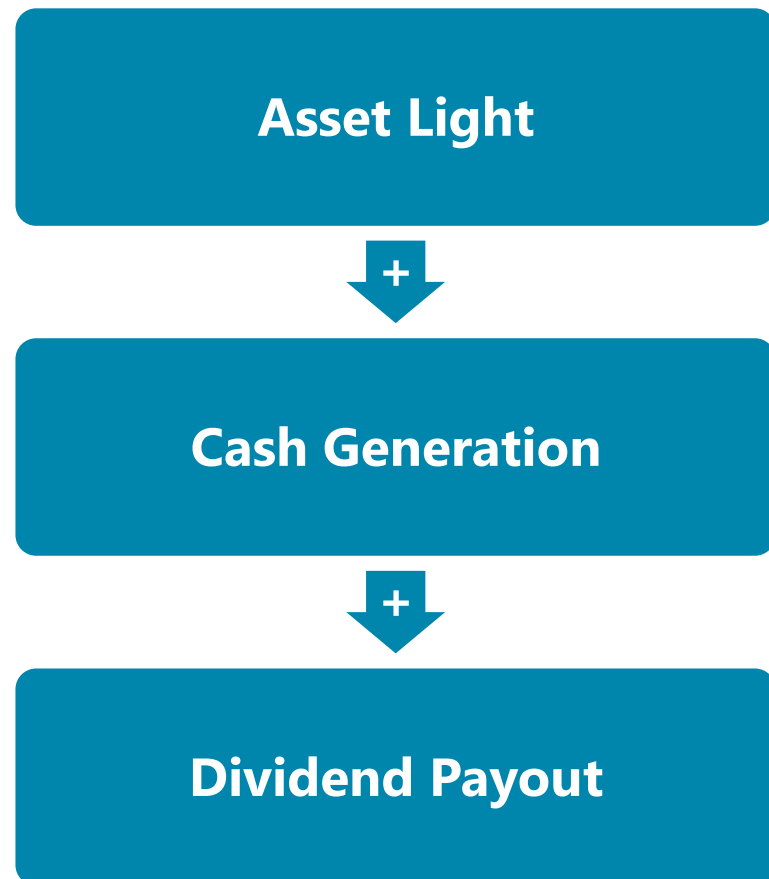 Asset Light
+
Cash Generation
+
Dividend Payout